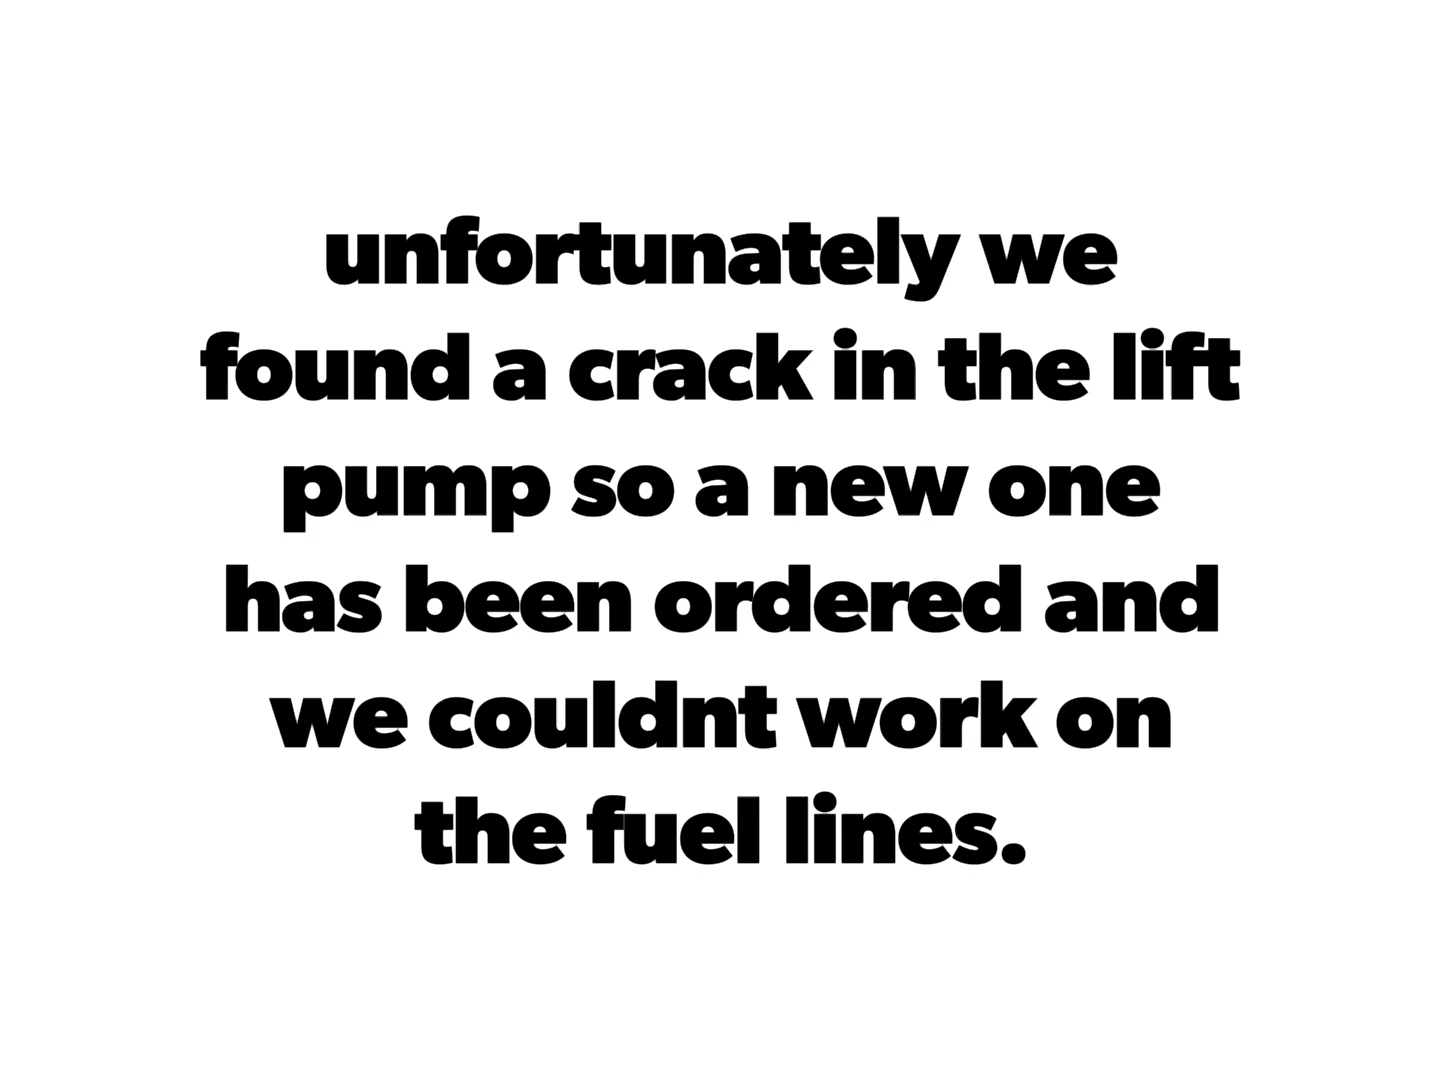 unfortunately we
found a crack in the lift
pump so a new one
has been ordered and
we couldnt work on
the fuel lines.